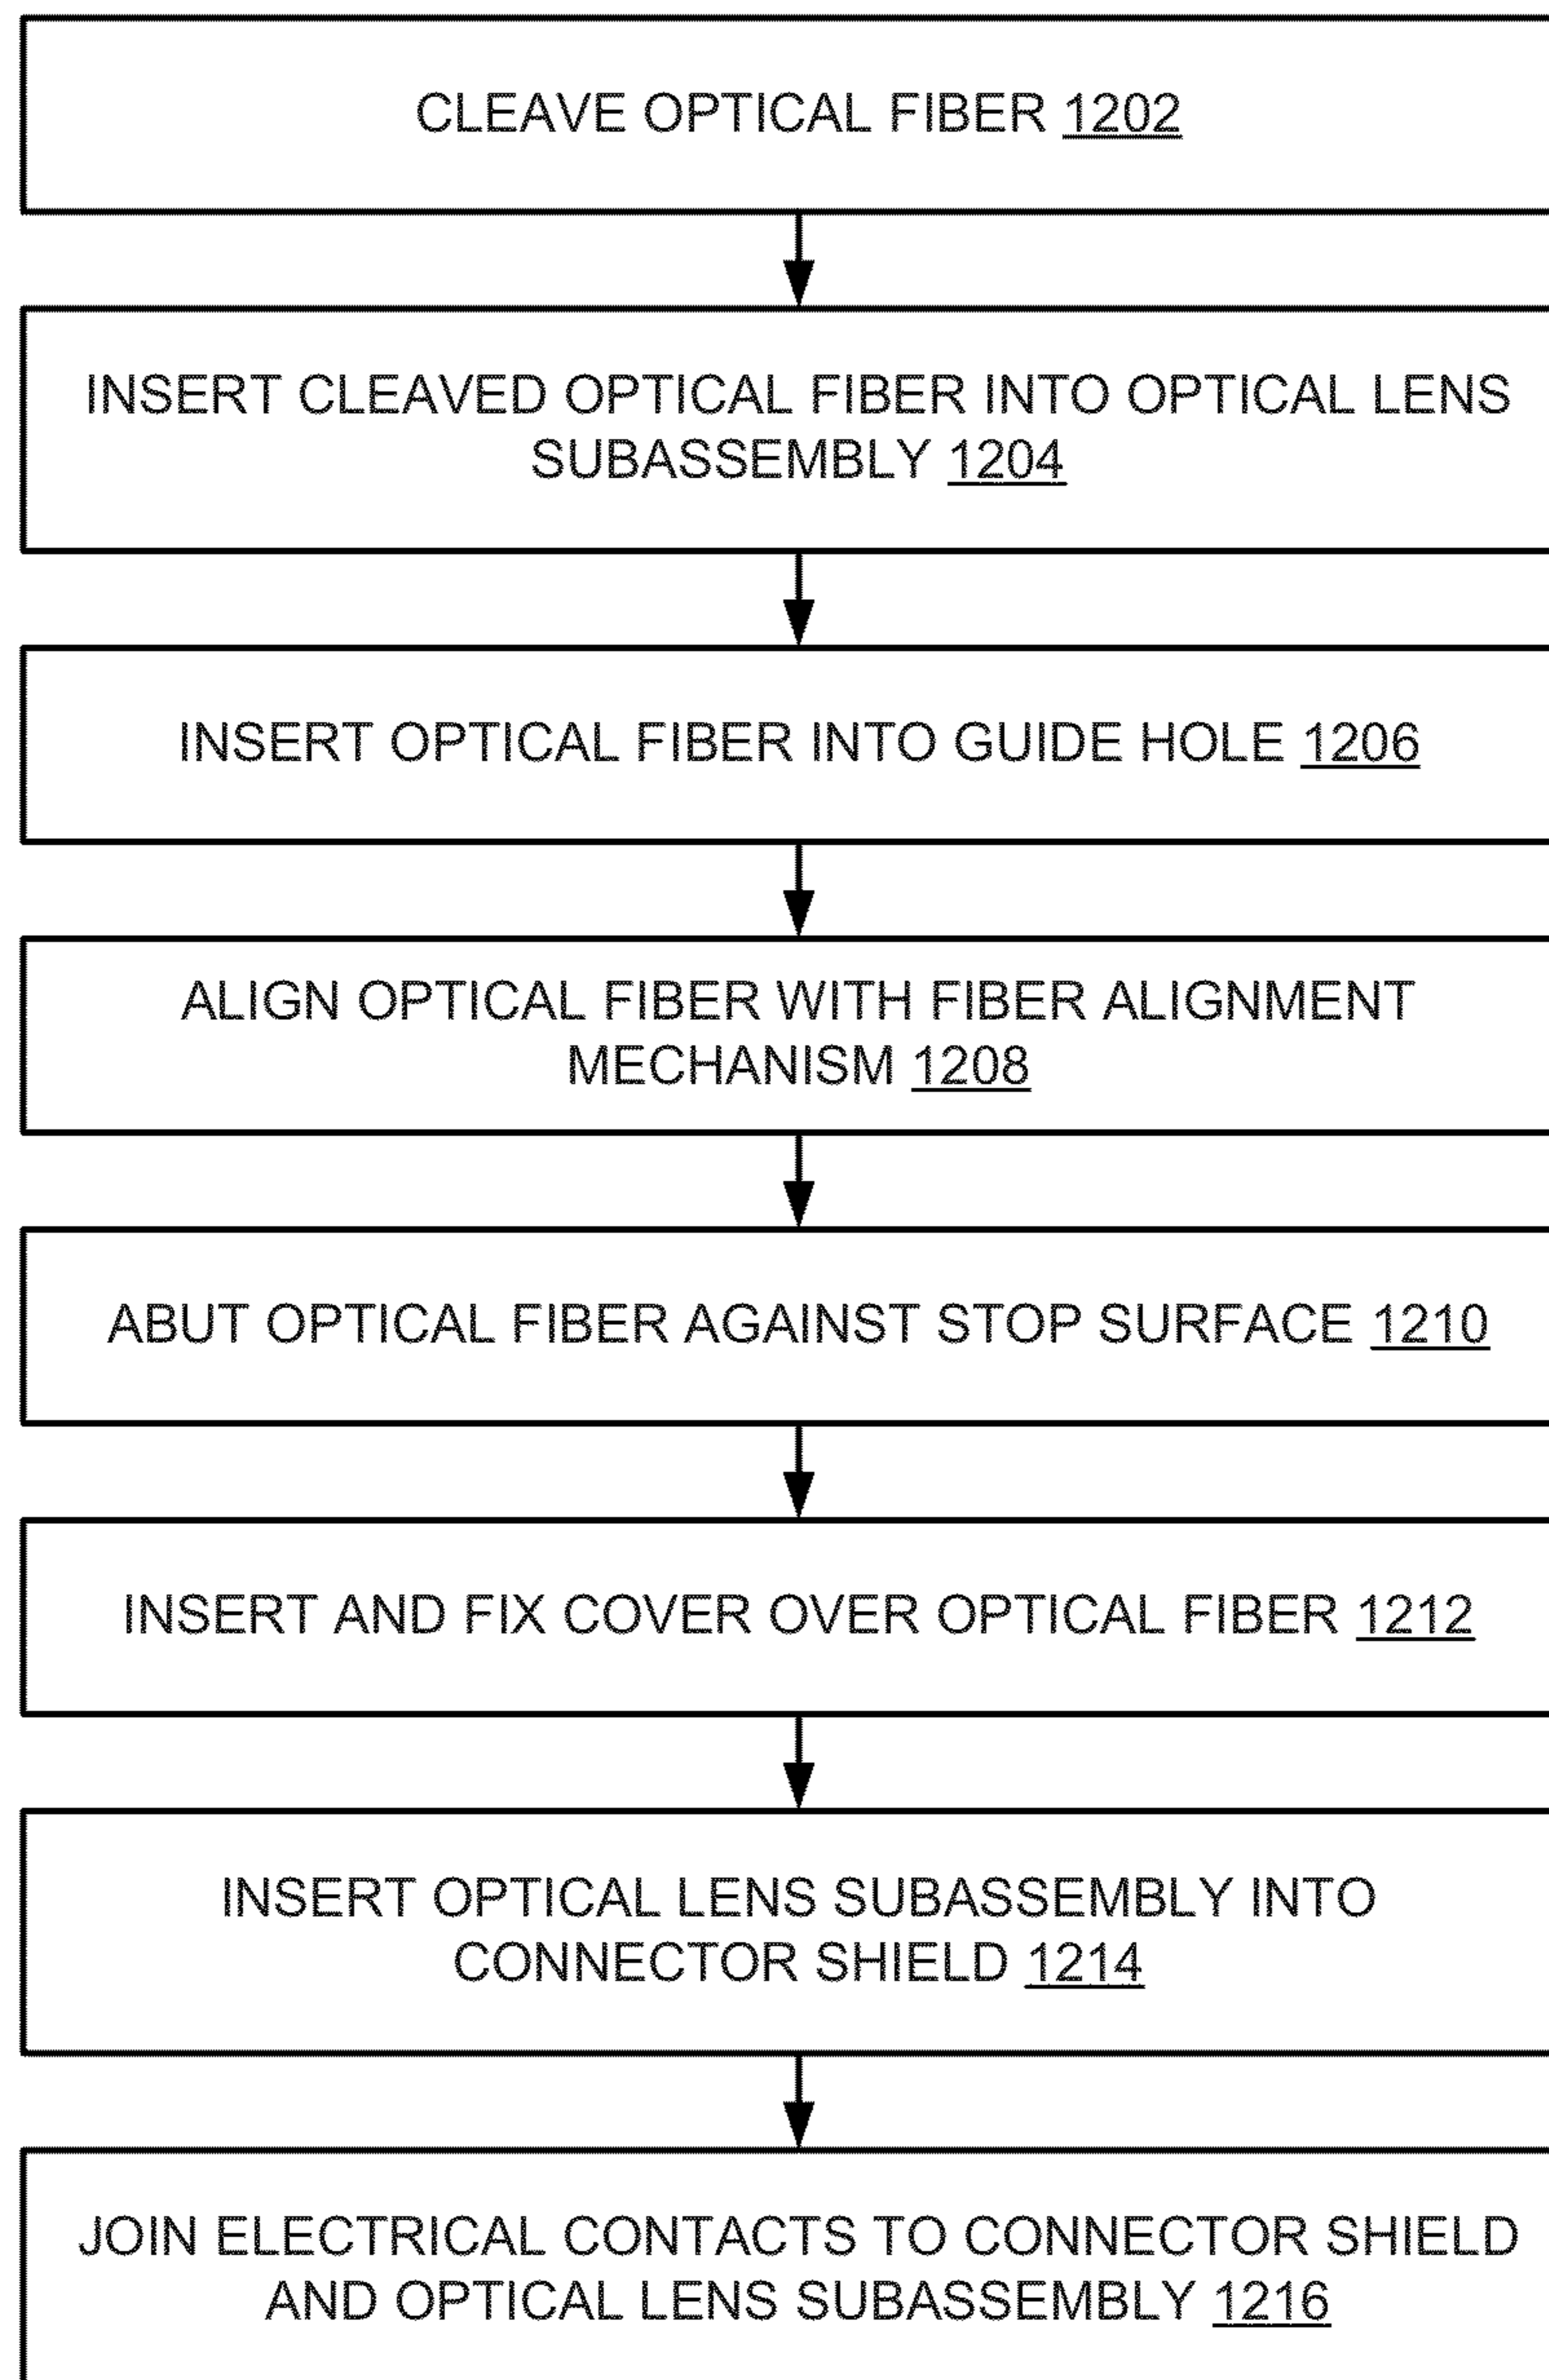 CLEAVE OPTICAL FIBER 1202
INSERT CLEAVED OPTICAL FIBER INTO OPTICAL LENS
SUBASSEMBLY 1204
INSERT OPTICAL FIBER INTO GUIDE HOLE 1206
ALIGN OPTICAL FIBER WITH FIBER ALIGNMENT
MECHANISM 1208
ABUT OPTICAL FIBER AGAINST STOP SURFACE 1210
INSERT AND FIX COVER OVER OPTICAL FIBER 1212
INSERT OPTICAL LENS SUBASSEMBLY INTO
CONNECTOR SHIELD 1214
JOIN ELECTRICAL CONTACTS TO CONNECTOR SHIELD
AND OPTICAL LENS SUBASSEMBLY 1216